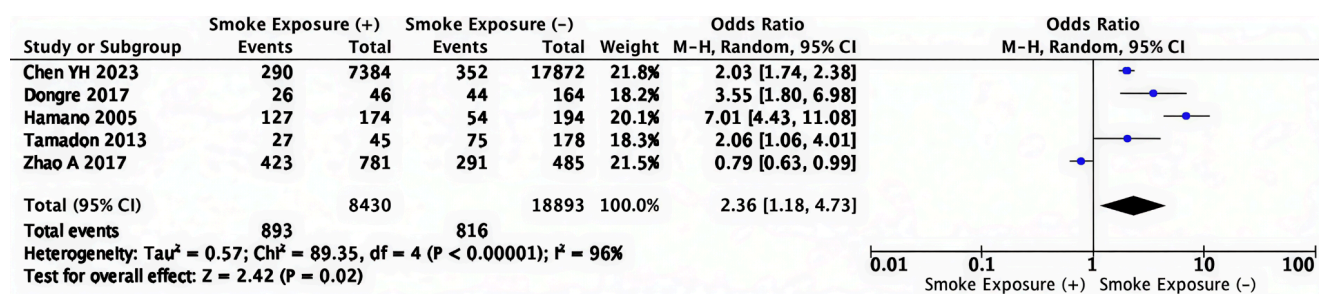 Smoke Exposure (+) Smoke Exposure (-) Odds Ratio Odds Ratio
Study or Subgroup Events Total Events Total Weight M-H, Random, 95% CI M-H, Random, 95% CI
Chen YH 2023 290 7384 352 17872 21.8% 2.03 [1.74, 2.38]
Dongre 2017 26 46 44 164 18.2% 3.55 [1.80, 6.98]
Hamano 2005 127 174 54 194 20.1% 7.01 [4.43, 11.08]
Tamadon 2013 27 45 75 178 18.3% 2.06 [1.06, 4.01]
Zhao A 2017 423 781 291 485 21.5% 0.79 [0.63, 0.99]
Total (95% CI) 8430 18893 100.0% 2.36 [1.18, 4.73]
Total events 893 816
Heterogeneity: Tau² = 0.57; Chi² = 89.35, df = 4 (P < 0.00001); I² = 96%
Test for overall effect: Z = 2.42 (P = 0.02)
0.01 0.1 1 10 100
Smoke Exposure (+) Smoke Exposure (-)